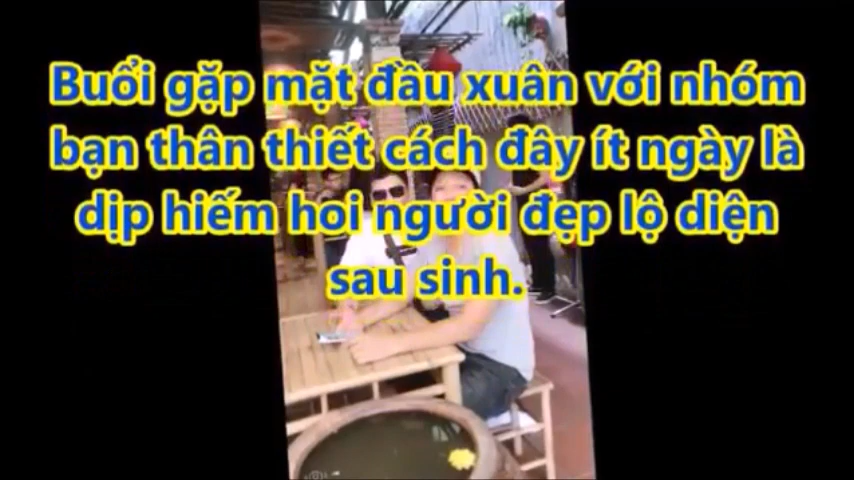 Buổi gặp mặt đầu xuân với nhóm
bạn thân thiết cách đây ít ngày là
dịp hiếm hoi người đẹp lộ diện
sau sinh.